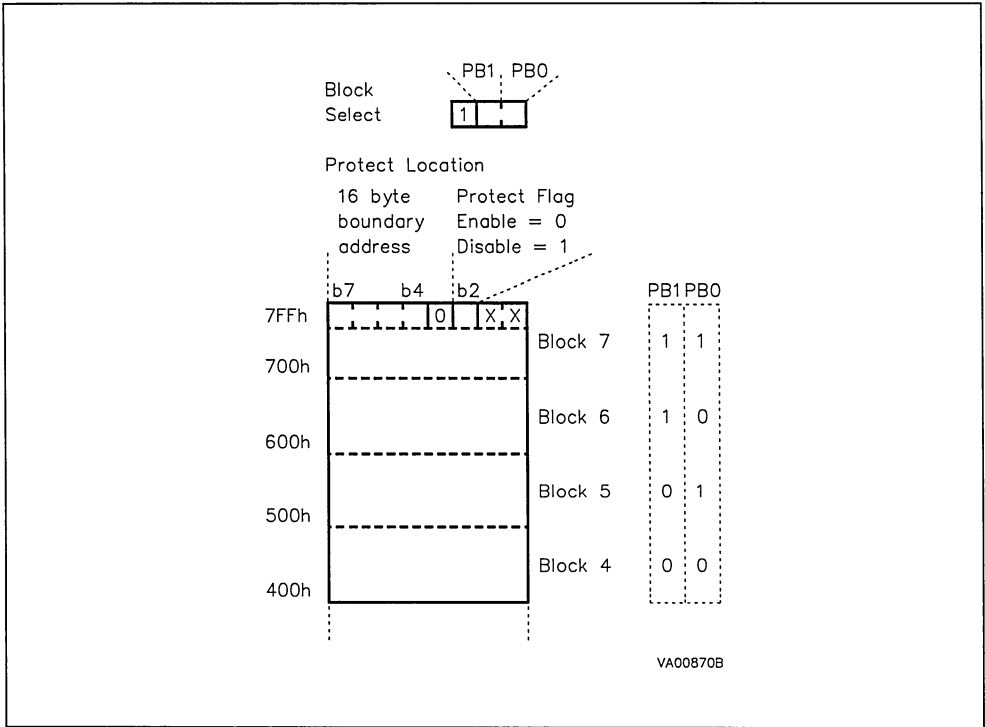 PB1 PB0
Block
Select
1
Protect Location
16 byte
boundary
address
Protect Flag
Enable = 0
Disable = 1
b7 b4 b2
PB1 PB0
7FFh
0 X X
Block 7 1 1
700h
Block 6 1 0
600h
Block 5 0 1
500h
Block 4 0 0
400h
VA00870B